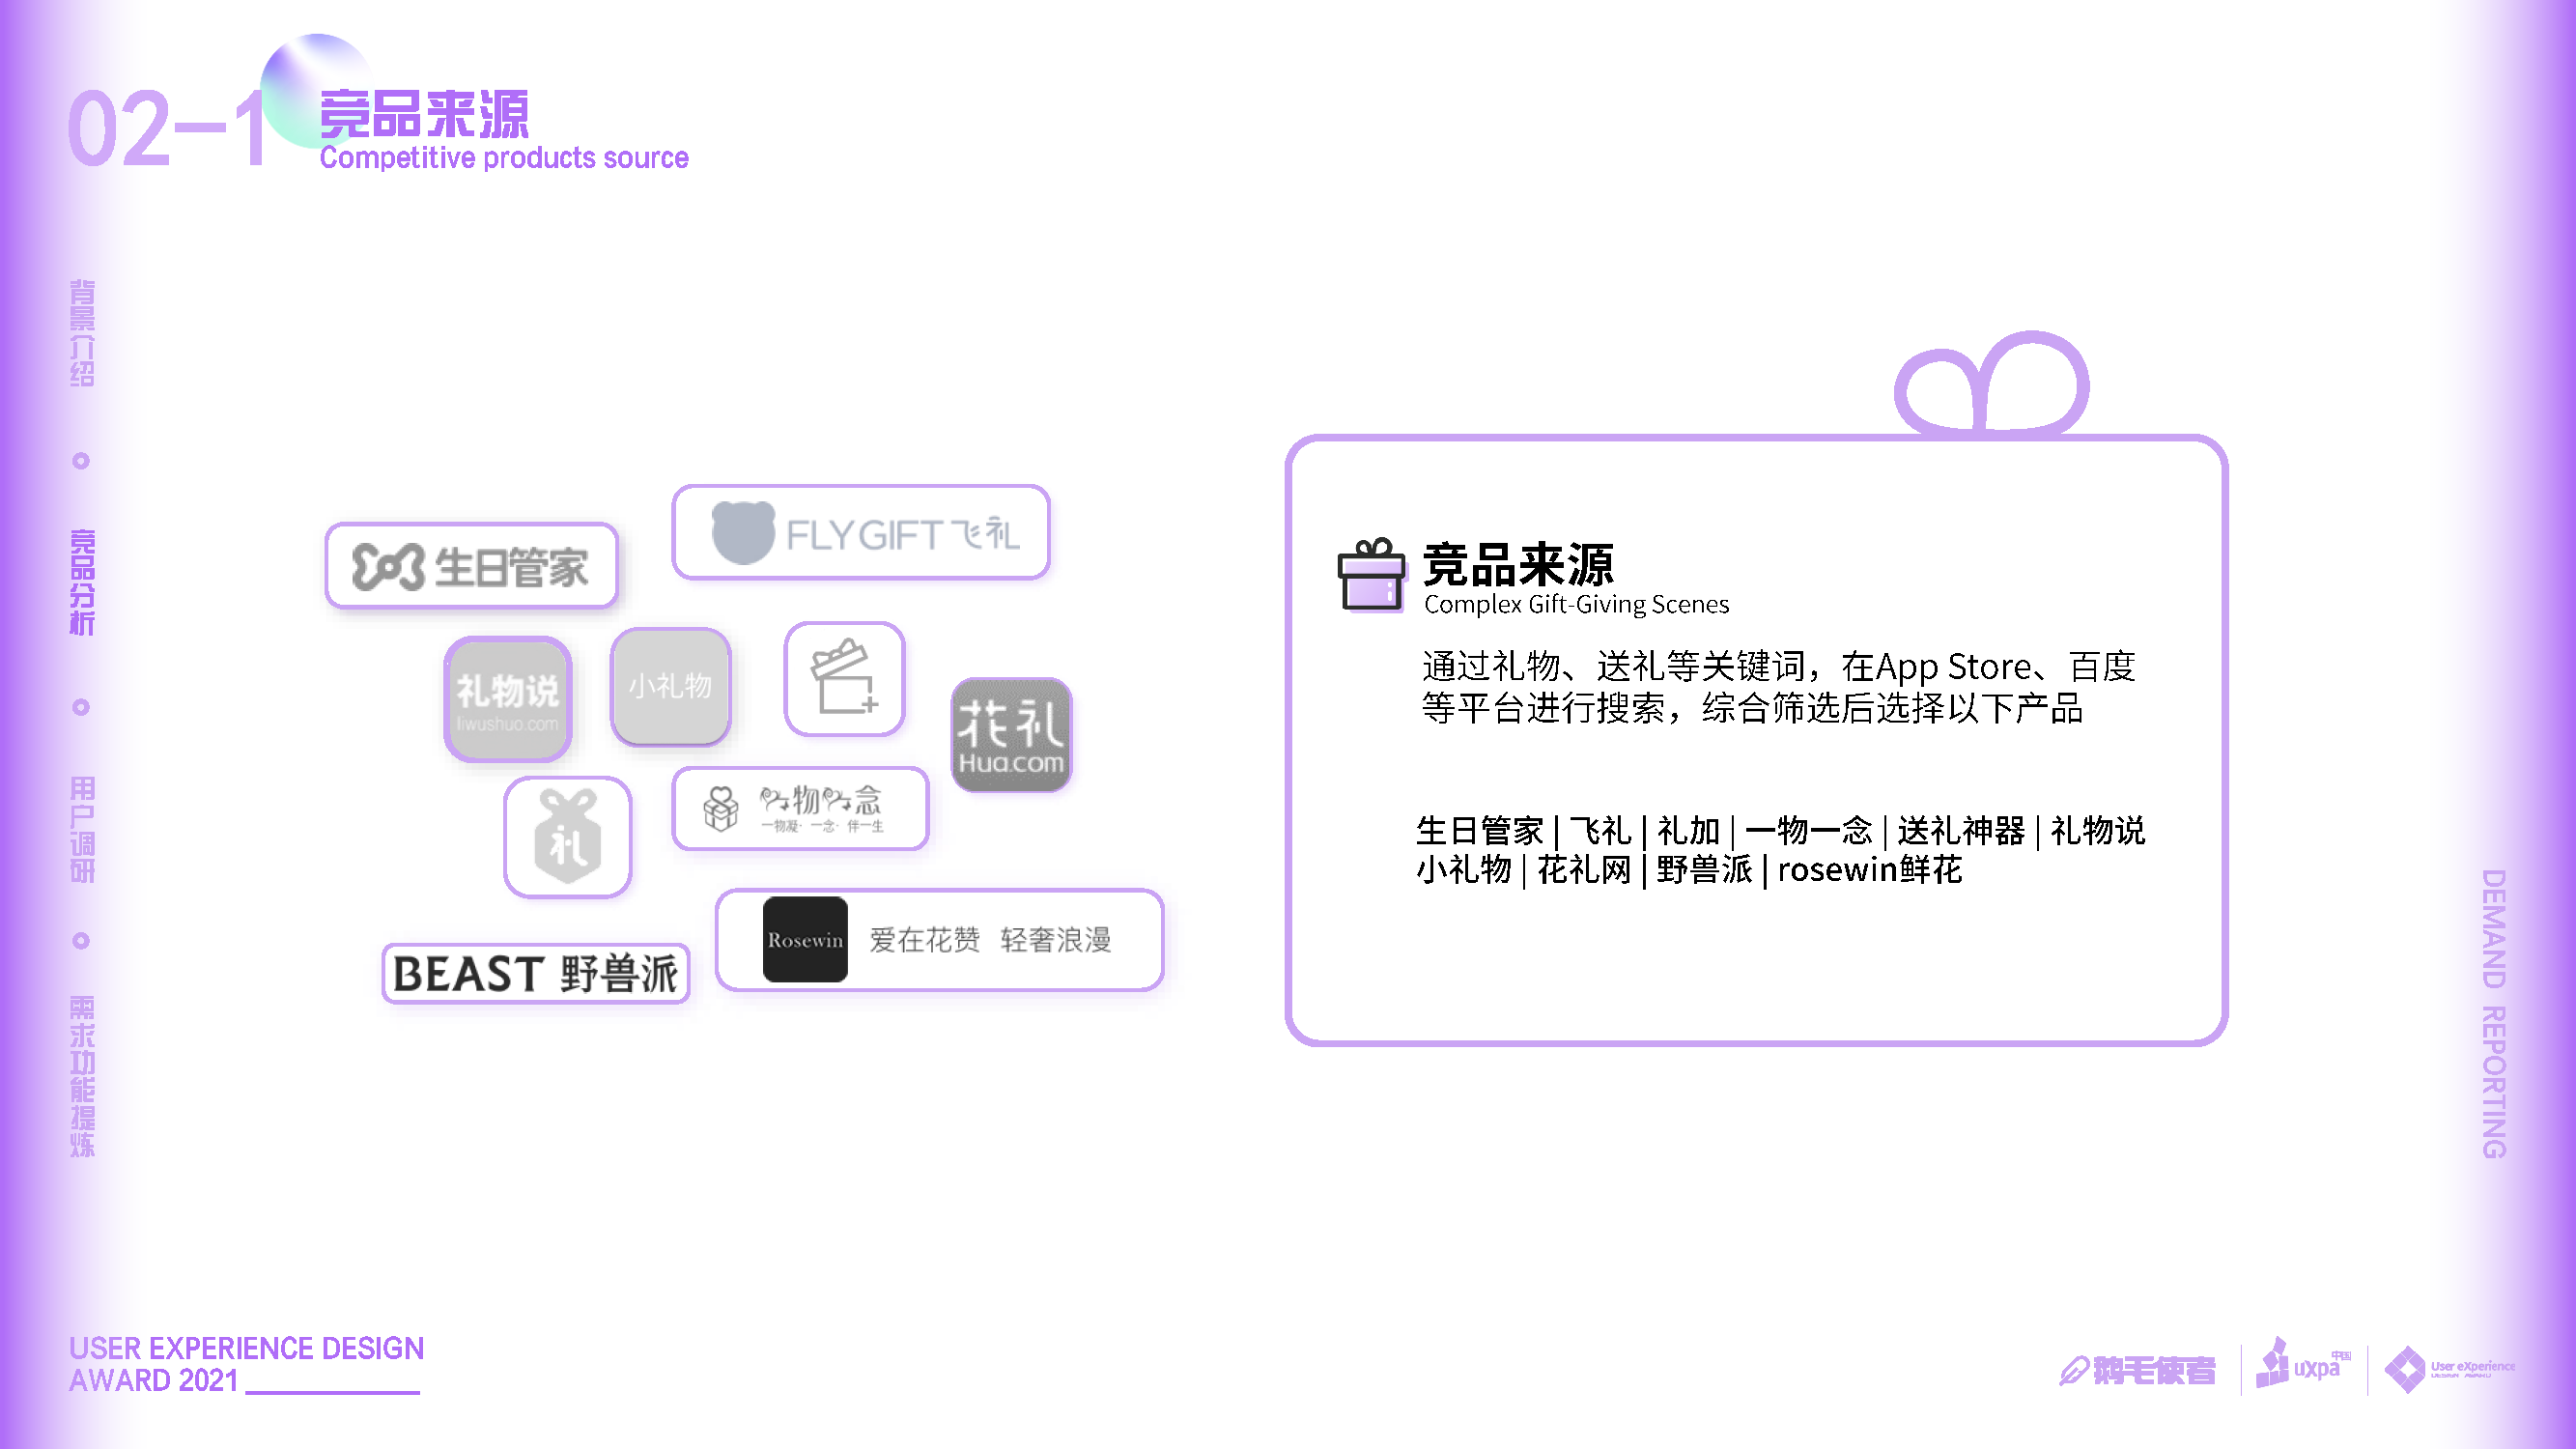 02-1
竞品来源
Competitive products source
背景介绍
竞品分析
用户调研
需求功能提炼
FLYGIFT 飞礼
生日管家
礼物说
liwushuo.com
小礼物
花礼
Hua.com
礼
一物一念
一物凝·一念·伴一生
Rosewin 爱在花赞 轻奢浪漫
BEAST 野兽派
竞品来源
Complex Gift-Giving Scenes
通过礼物、送礼等关键词，在App Store、百度
等平台进行搜索，综合筛选后选择以下产品
生日管家 | 飞礼 | 礼加 | 一物一念 | 送礼神器 | 礼物说
小礼物 | 花礼网 | 野兽派 | rosewin鲜花
DEMAND REPORTING
USER EXPERIENCE DESIGN
AWARD 2021
鹅毛使者
uxpa中国
User eXperience